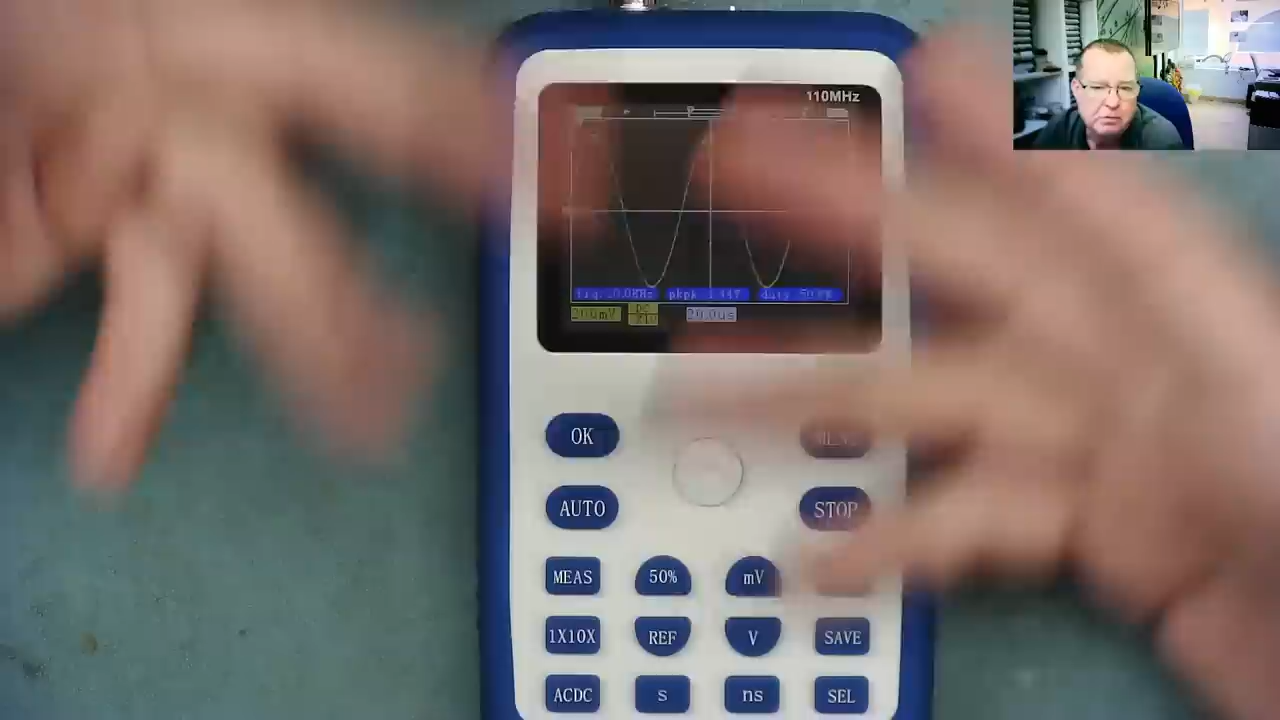 110MHz
20.0us
OK
AUTO
STOP
MEAS 50% mV
1X10X REF V SAVE
ACDC s ns SEL